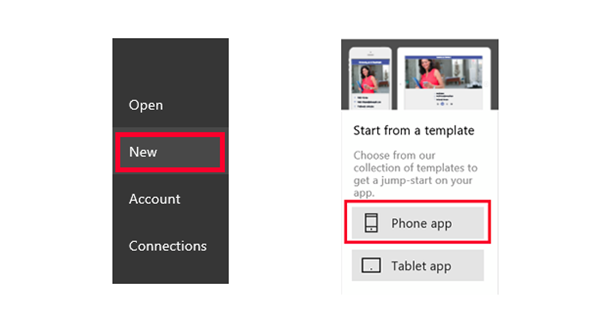 Open
New
Account
Connections
Start from a template
Choose from our
collection of templates to
get a jump-start on your
app.
Phone app
Tablet app